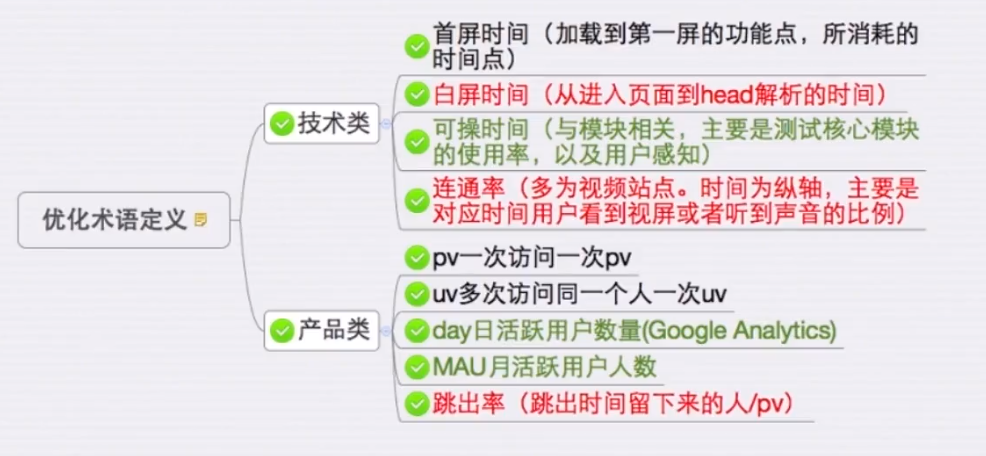 优化术语定义
技术类
首屏时间（加载到第一屏的功能点，所消耗的
时间点）
白屏时间（从进入页面到head解析的时间）
可操时间（与模块相关，主要是测试核心模块
的使用率，以及用户感知）
连通率（多为视频站点。时间为纵轴，主要是
对应时间用户看到视屏或者听到声音的比例）
产品类
pv一次访问一次pv
uv多次访问同一个人一次uv
day日活跃用户数量(Google Analytics)
MAU月活跃用户人数
跳出率（跳出时间留下来的人/pv）